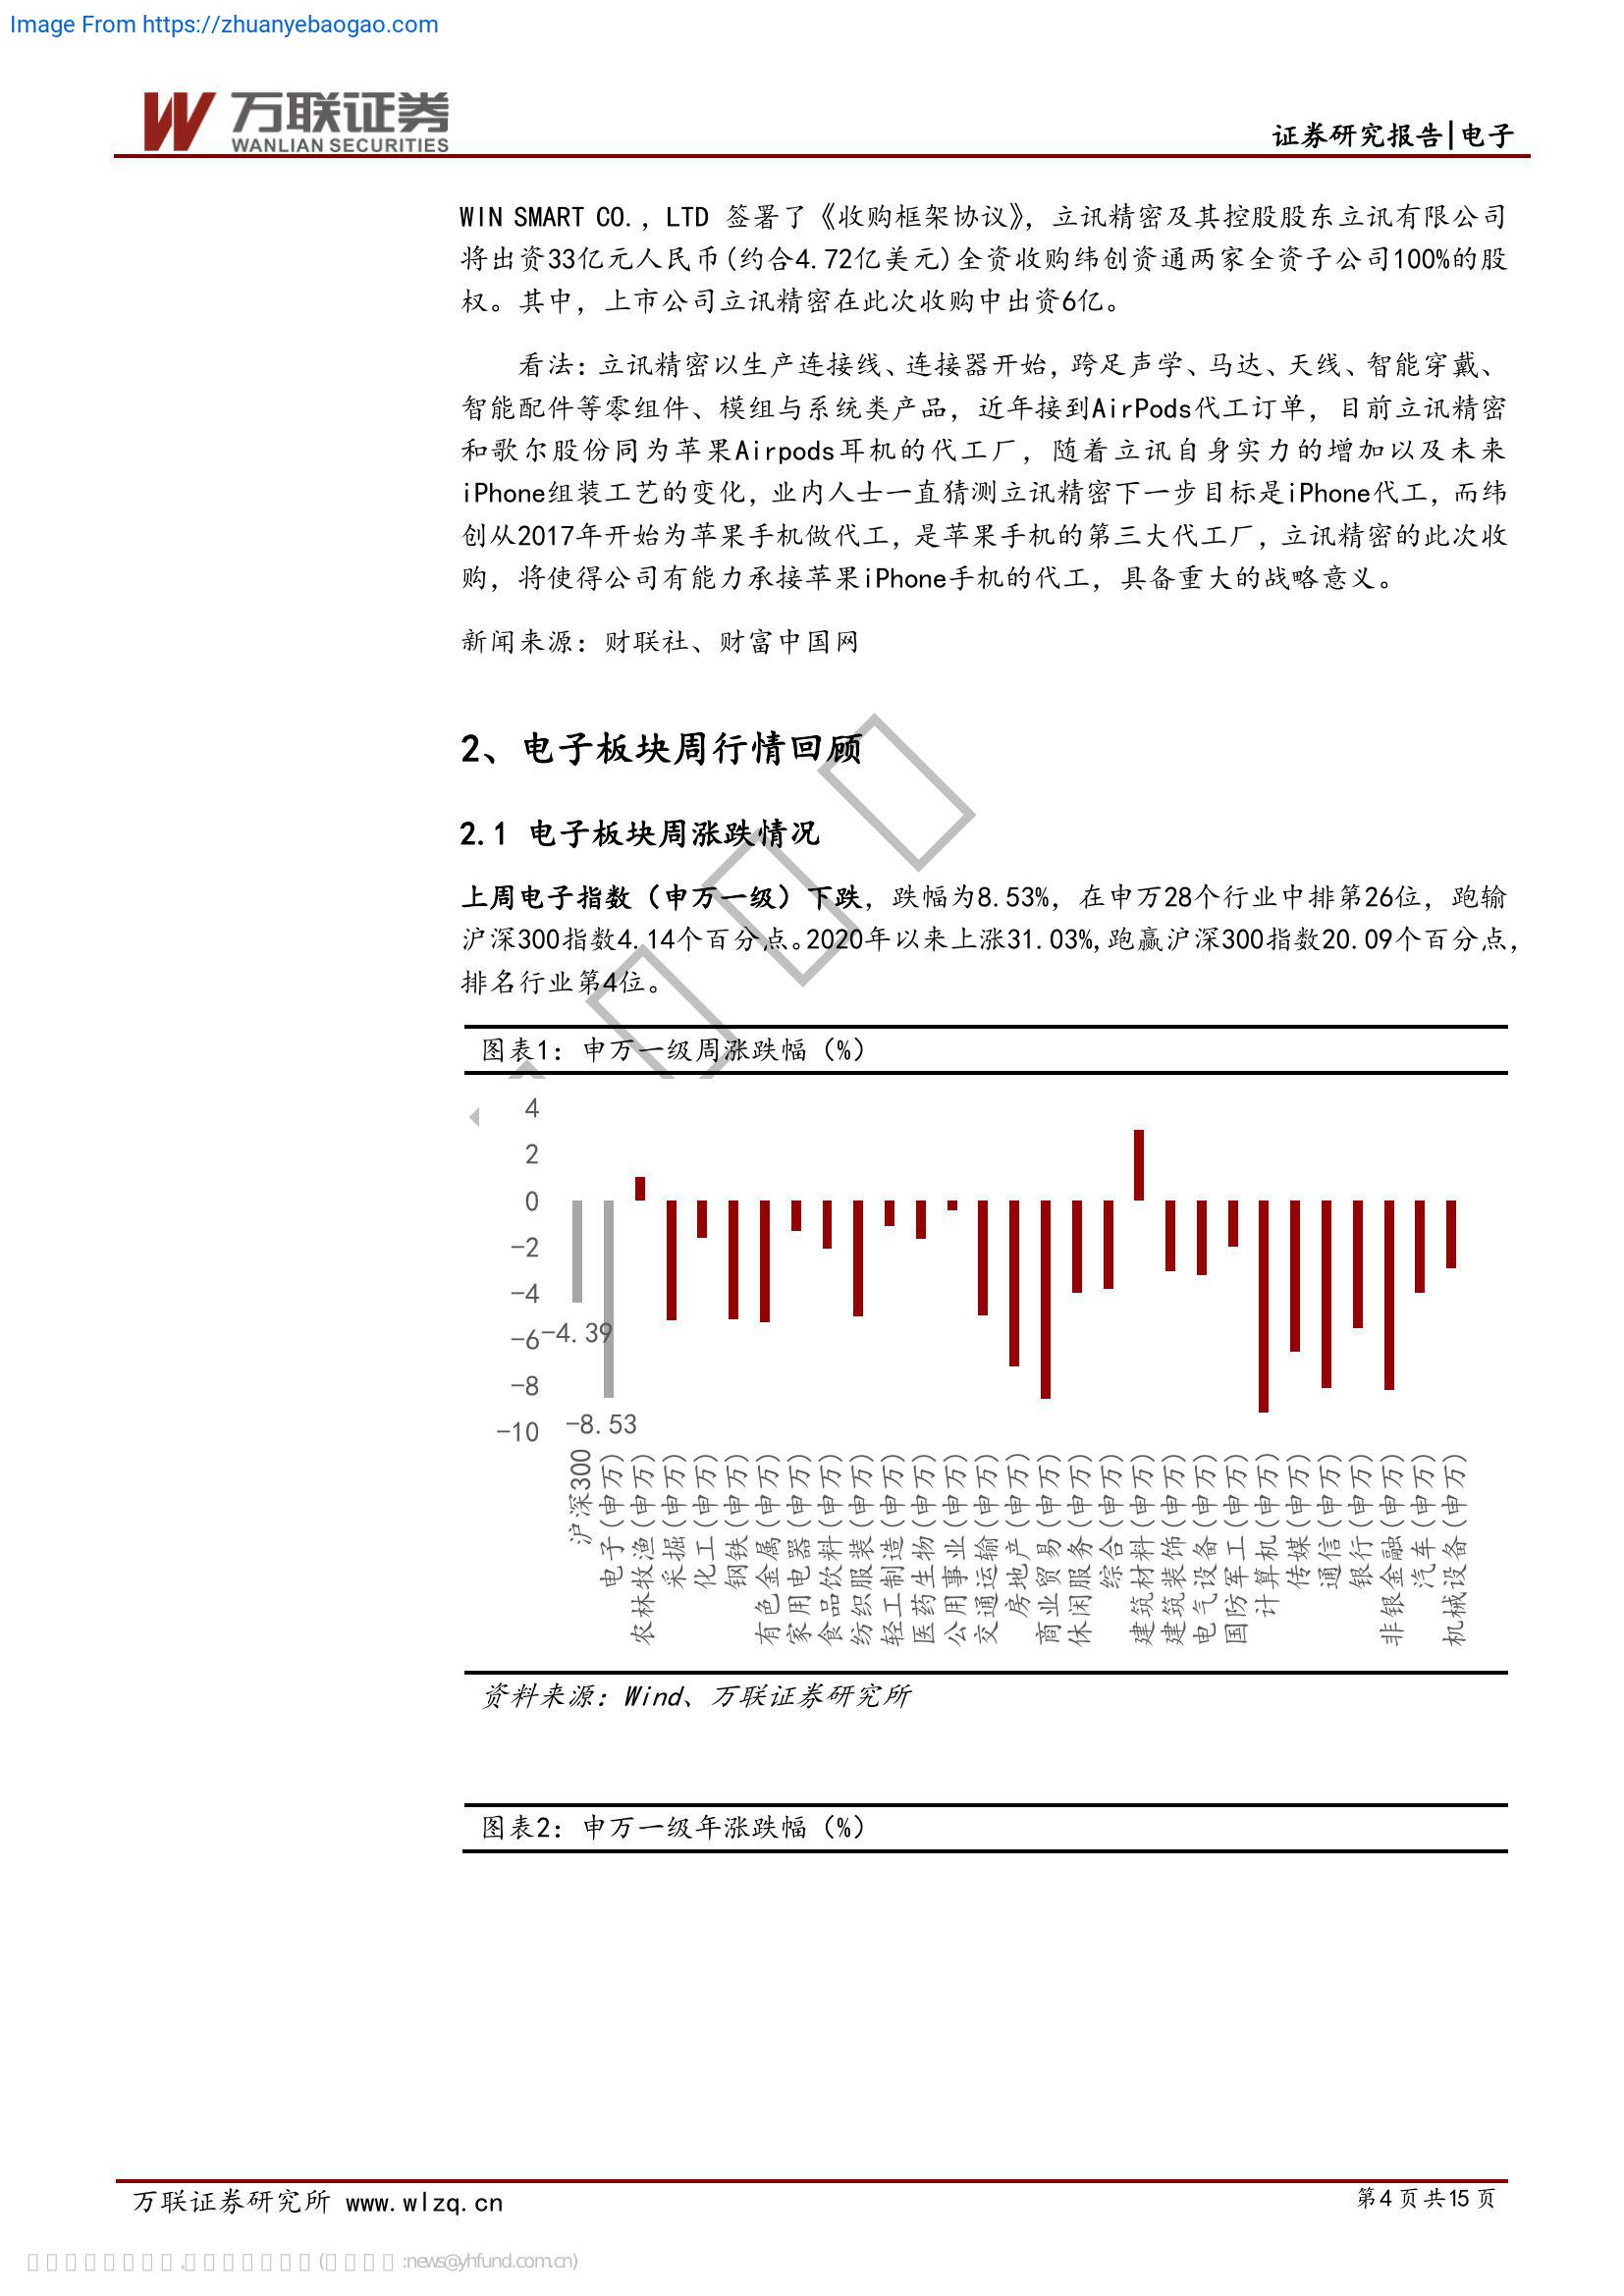 Image From https://zhuanyebaogao.com
万联证券
WANLIAN SECURITIES
证券研究报告|电子
WIN SMART CO., LTD 签署了《收购框架协议》，立讯精密及其控股股东立讯有限公司
将出资33亿元人民币(约合4.72亿美元)全资收购纬创资通两家全资子公司100%的股
权。其中，上市公司立讯精密在此次收购中出资6亿。
看法：立讯精密以生产连接线、连接器开始，跨足声学、马达、天线、智能穿戴、
智能配件等零组件、模组与系统类产品，近年接到AirPods代工订单，目前立讯精密
和歌尔股份同为苹果Airpods耳机的代工厂，随着立讯自身实力的增加以及未来
iPhone组装工艺的变化，业内人士一直猜测立讯精密下一步目标是iPhone代工，而纬
创从2017年开始为苹果手机做代工，是苹果手机的第三大代工厂，立讯精密的此次收
购，将使得公司有能力承接苹果iPhone手机的代工，具备重大的战略意义。
新闻来源：财联社、财富中国网
2、电子板块周行情回顾
2.1 电子板块周涨跌情况
上周电子指数（申万一级）下跌，跌幅为8.53%，在申万28个行业中排第26位，跑输
沪深300指数4.14个百分点。2020年以来上涨31.03%,跑赢沪深300指数20.09个百分点，
排名行业第4位。
图表1：申万一级周涨跌幅（%）
4
2
0
-2
-4
-6
-8
-10
-4.39
-8.53
沪深300
电子(申万)
农林牧渔(申万)
采掘(申万)
化工(申万)
钢铁(申万)
有色金属(申万)
家用电器(申万)
食品饮料(申万)
纺织服装(申万)
轻工制造(申万)
医药生物(申万)
公用事业(申万)
交通运输(申万)
房地产(申万)
商业贸易(申万)
休闲服务(申万)
综合(申万)
建筑材料(申万)
建筑装饰(申万)
电气设备(申万)
国防军工(申万)
计算机(申万)
传媒(申万)
通信(申万)
银行(申万)
非银金融(申万)
汽车(申万)
机械设备(申万)
资料来源：Wind、万联证券研究所
图表2：申万一级年涨跌幅（%）
万联证券研究所 www.wlzq.cn
第4页共15页
:news@yhfund.com.cn)